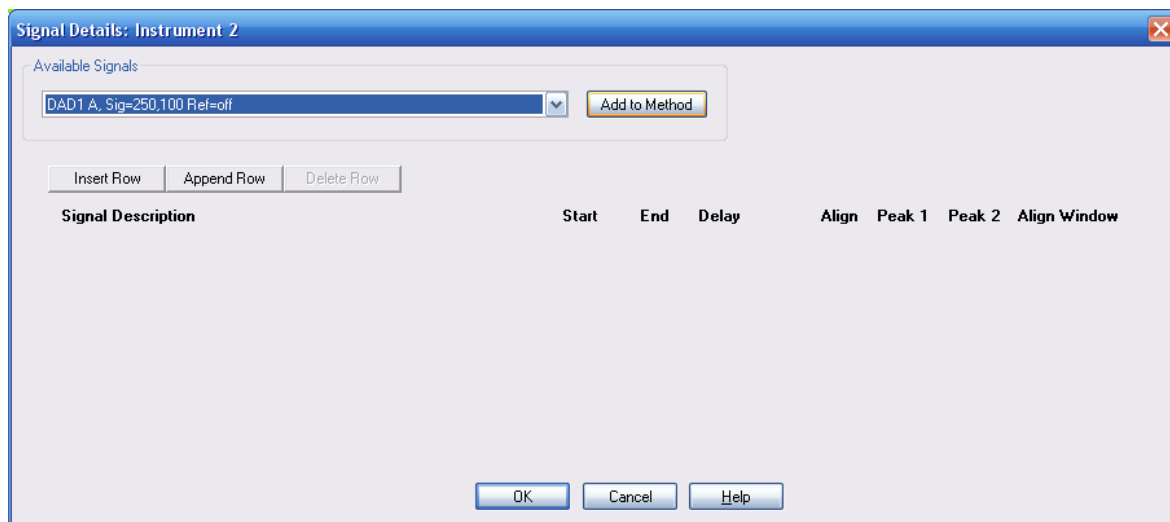 Signal Details: Instrument 2
Available Signals
DAD1 A, Sig=250,100 Ref=off
Add to Method
Insert Row Append Row Delete Row
Signal Description Start End Delay Align Peak 1 Peak 2 Align Window
OK Cancel Help